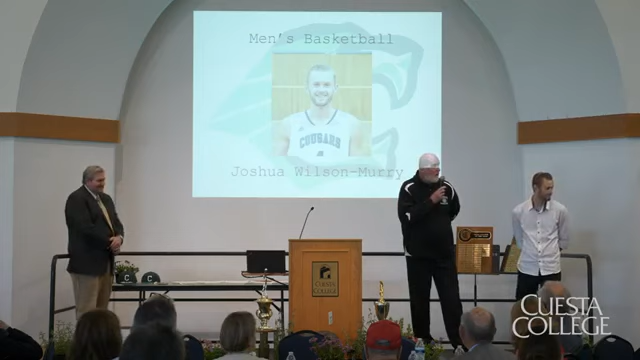 Men's Basketball
COUGARS
Joshua Wilson-Murry
CUESTA
COLLEGE
CUESTA
COLLEGE